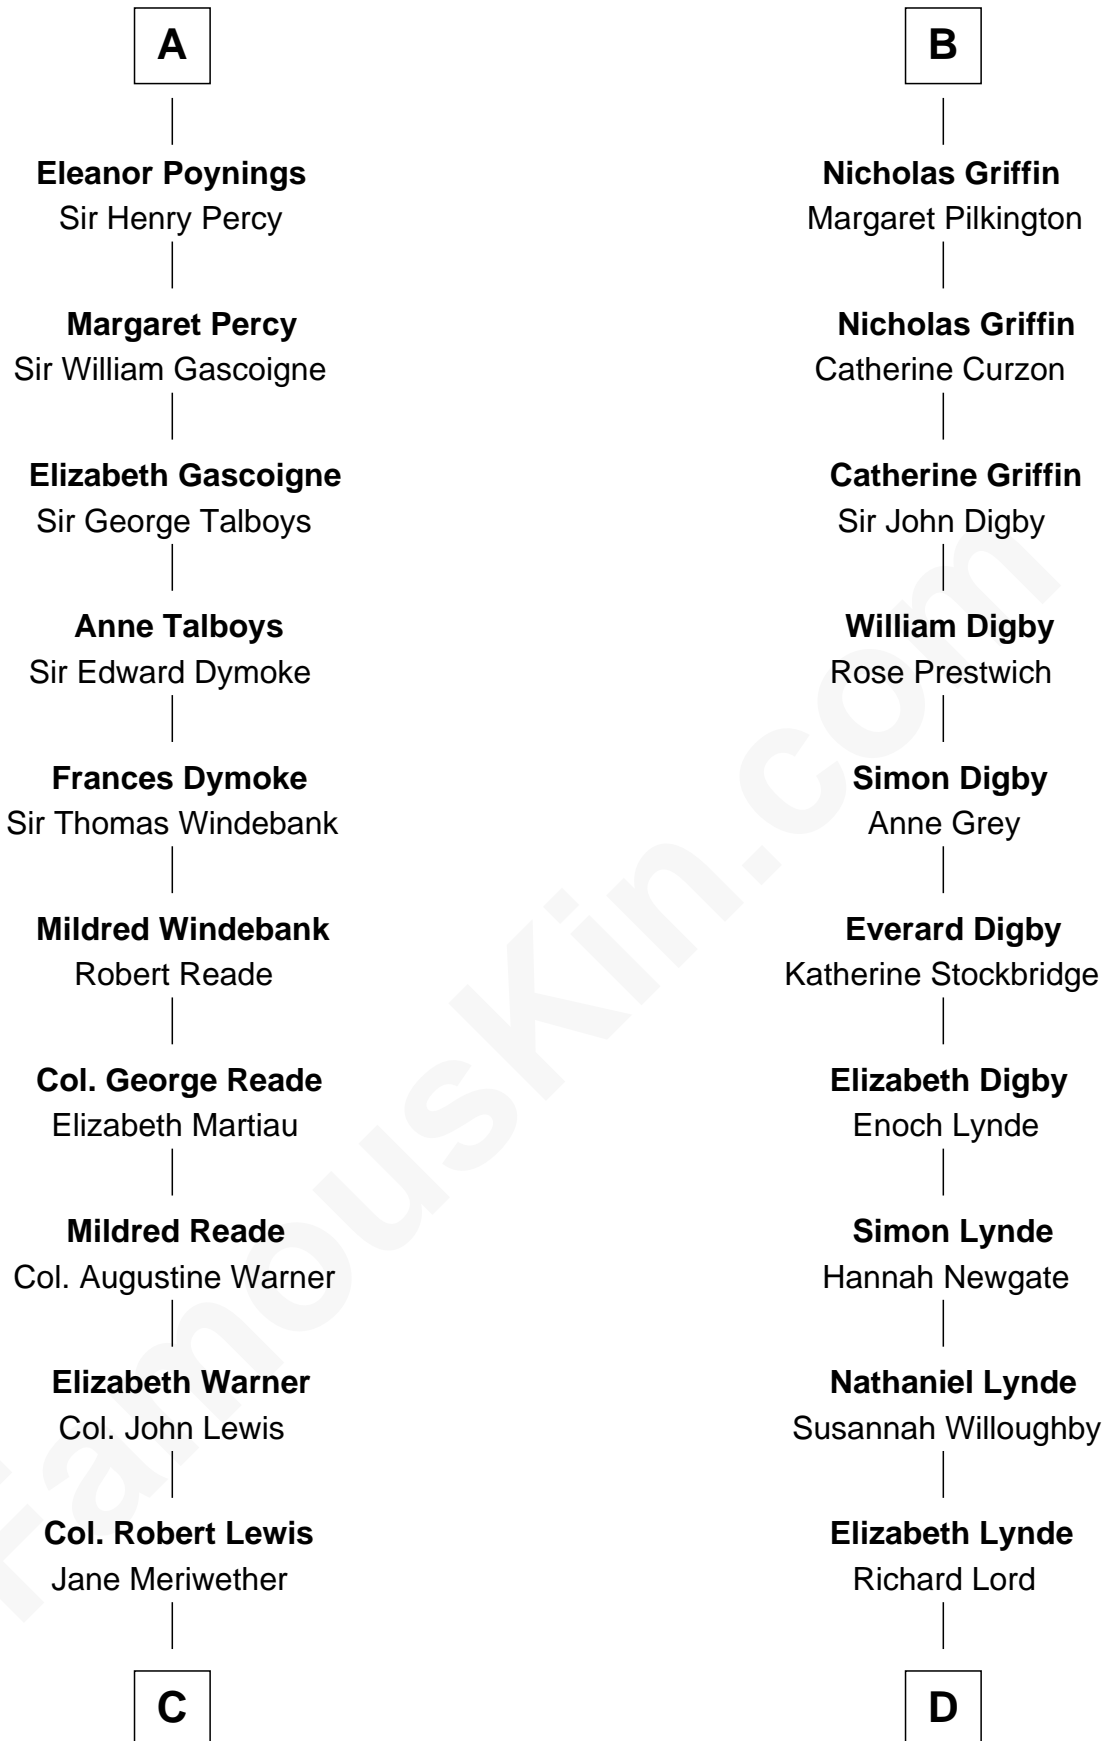 A
Eleanor Poynings
Sir Henry Percy
Margaret Percy
Sir William Gascoigne
Elizabeth Gascoigne
Sir George Talboys
Anne Talboys
Sir Edward Dymoke
Frances Dymoke
Sir Thomas Windebank
Mildred Windebank
Robert Reade
Col. George Reade
Elizabeth Martiau
Mildred Reade
Col. Augustine Warner
Elizabeth Warner
Col. John Lewis
Col. Robert Lewis
Jane Meriwether
C
B
Nicholas Griffin
Margaret Pilkington
Nicholas Griffin
Catherine Curzon
Catherine Griffin
Sir John Digby
William Digby
Rose Prestwich
Simon Digby
Anne Grey
Everard Digby
Katherine Stockbridge
Elizabeth Digby
Enoch Lynde
Simon Lynde
Hannah Newgate
Nathaniel Lynde
Susannah Willoughby
Elizabeth Lynde
Richard Lord
D
FamousKin.com